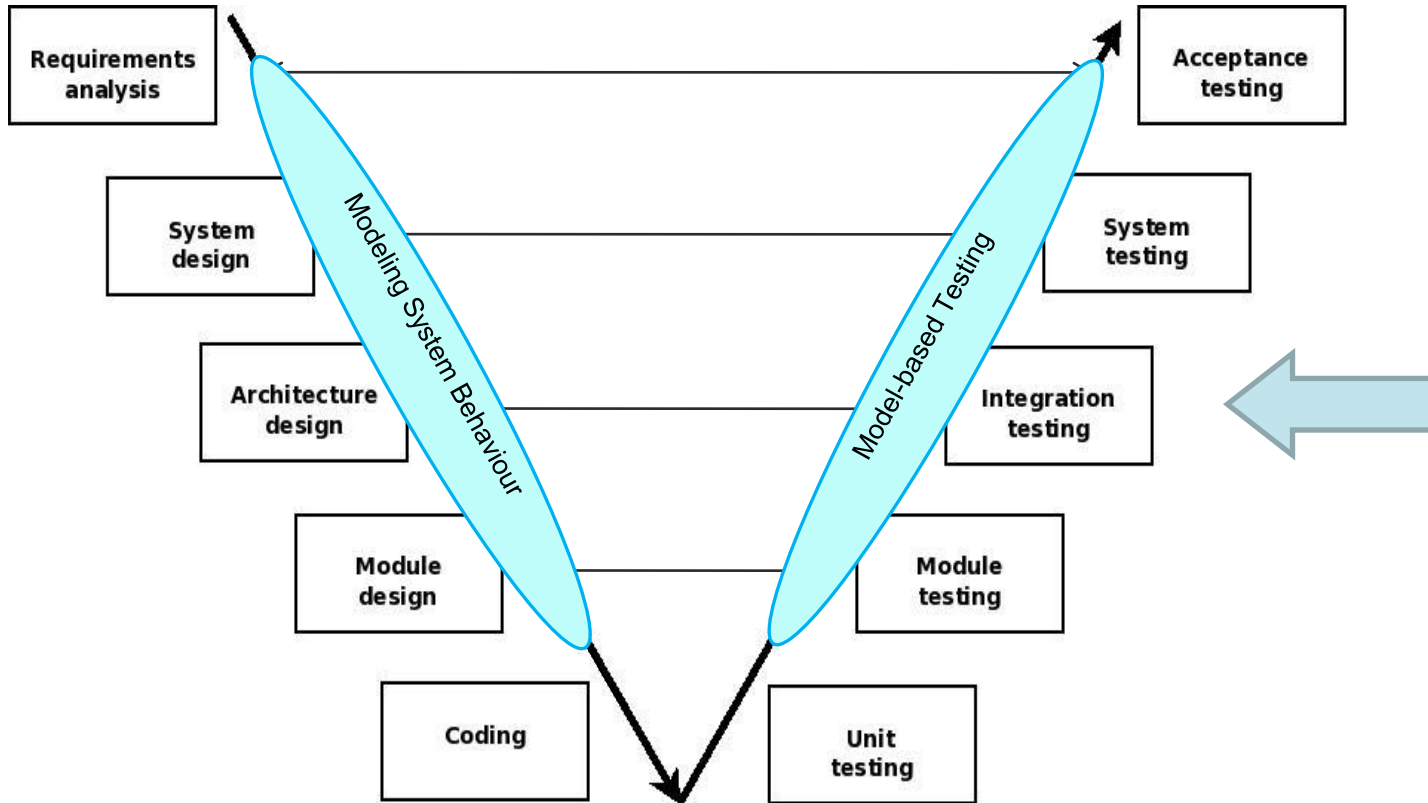 Requirements
analysis
Acceptance
testing
System
design
System
testing
Modeling System Behaviour
Model-based Testing
Architecture
design
Integration
testing
Module
design
Module
testing
Coding
Unit
testing